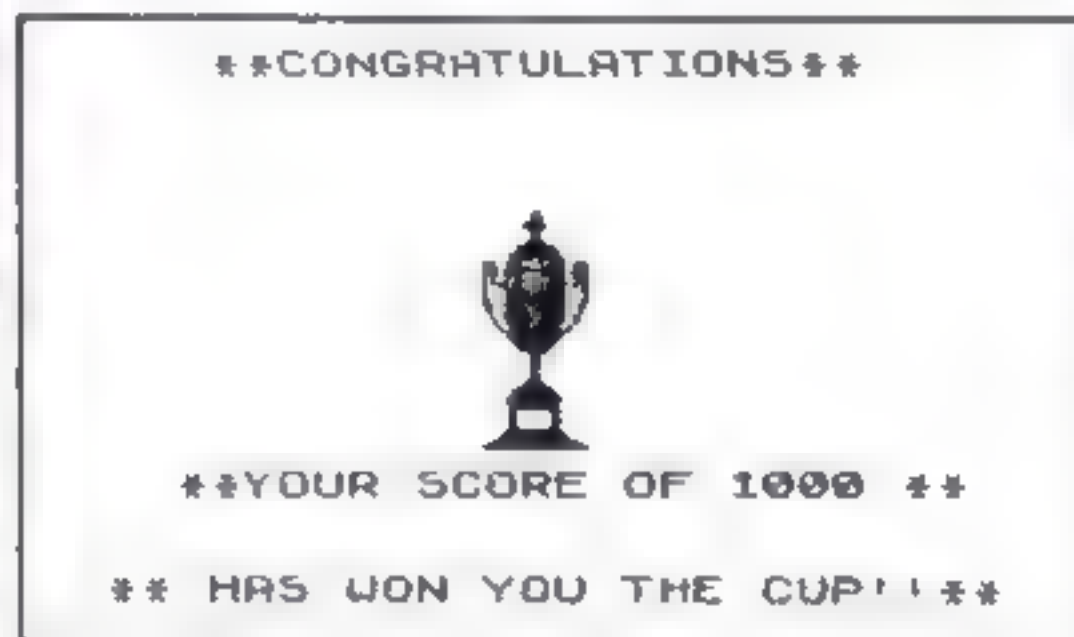 **CONGRATULATIONS**
**YOUR SCORE OF 1000 **
** HAS WON YOU THE CUP!!**